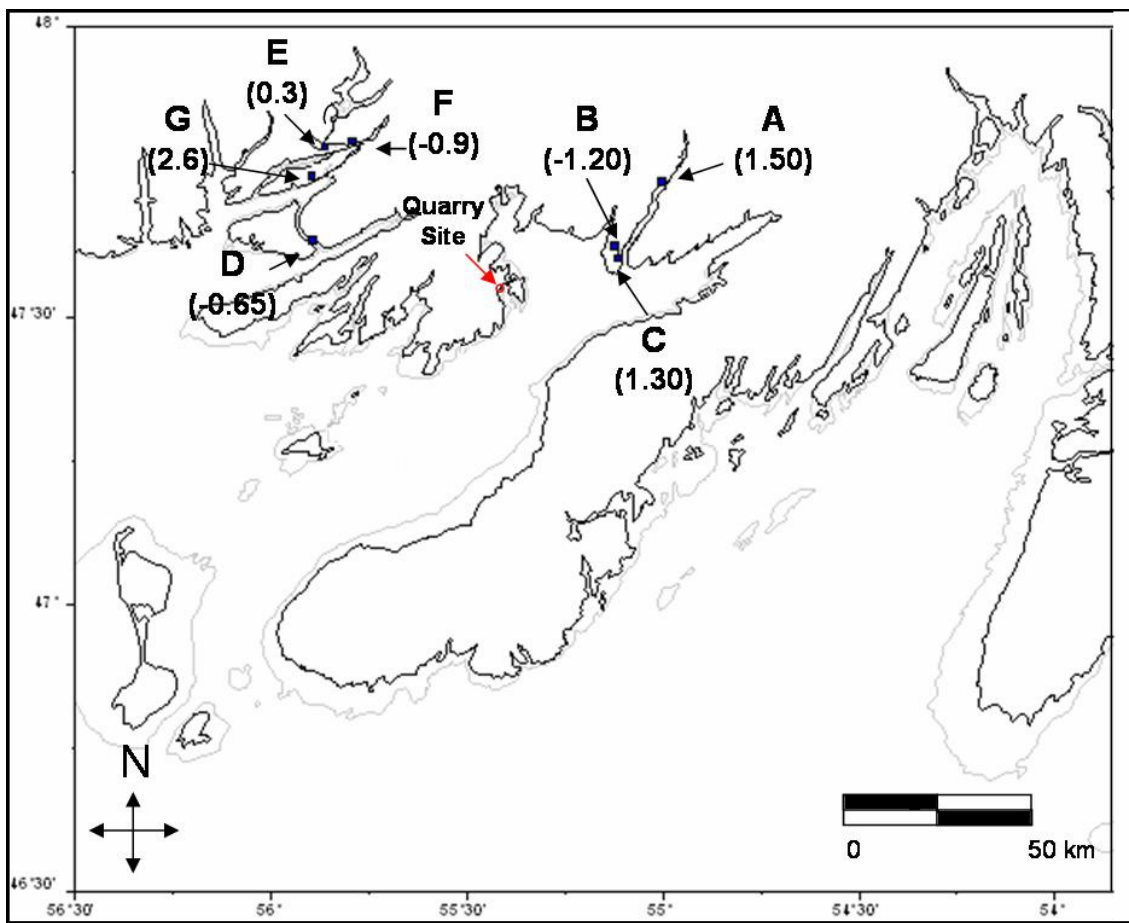 48°
E
(0.3)
F
(-0.9)
G
(2.6)
B
(-1.20)
A
(1.50)
Quarry
Site
D
(-0.65)
C
(1.30)
47°30
47°
N
0 50 km
46°30
56°30 56° 55°30 55° 54°30 54°